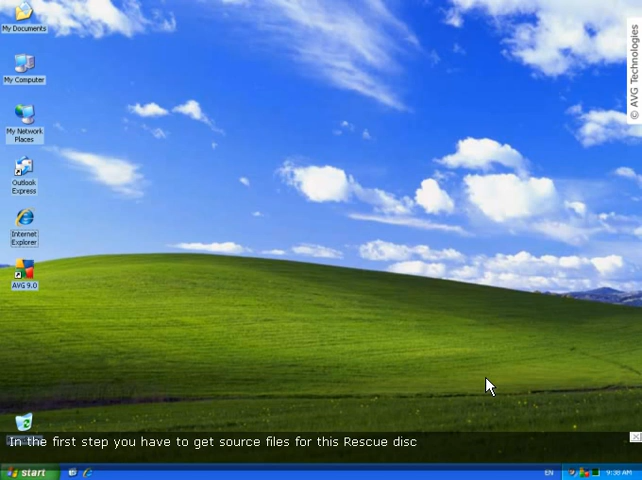 My Documents
My Computer
My Network
Places
Outlook
Express
Internet
Explorer
AVG 9.0
© AVG Technologies
In the first step you have to get source files for this Rescue disc
start
EN
9:38 AM